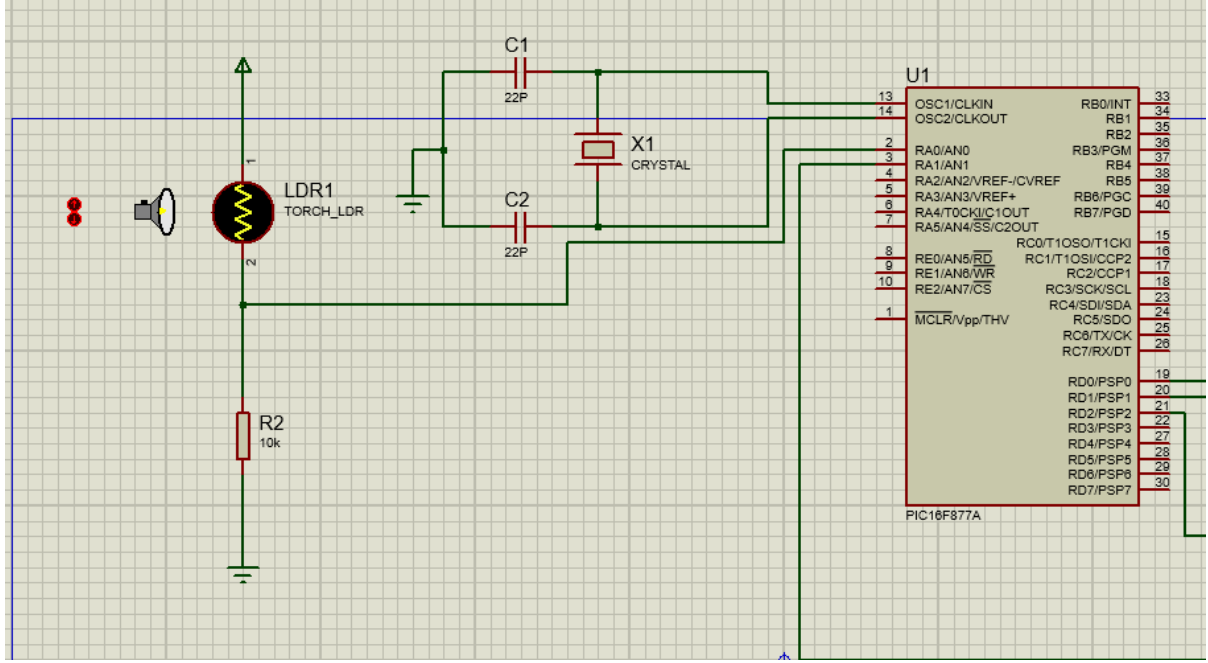 C1
22P
X1
CRYSTAL
C2
22P
1
LDR1
TORCH_LDR
2
R2
10k
U1
13 OSC1/CLKIN
14 OSC2/CLKOUT
2 RA0/AN0
3 RA1/AN1
4 RA2/AN2/VREF-/CVREF
5 RA3/AN3/VREF+
6 RA4/T0CKI/C1OUT
7 RA5/AN4/SS/C2OUT
8 RE0/AN5/RD
9 RE1/AN6/WR
10 RE2/AN7/CS
1 MCLR/Vpp/THV
RB0/INT 33
RB1 34
RB2 35
RB3/PGM 36
RB4 37
RB5 38
RB6/PGC 39
RB7/PGD 40
RC0/T1OSO/T1CKI 15
RC1/T1OSI/CCP2 16
RC2/CCP1 17
RC3/SCK/SCL 18
RC4/SDI/SDA 23
RC5/SDO 24
RC6/TX/CK 25
RC7/RX/DT 26
RD0/PSP0 19
RD1/PSP1 20
RD2/PSP2 21
RD3/PSP3 22
RD4/PSP4 27
RD5/PSP5 28
RD6/PSP6 29
RD7/PSP7 30
PIC16F877A